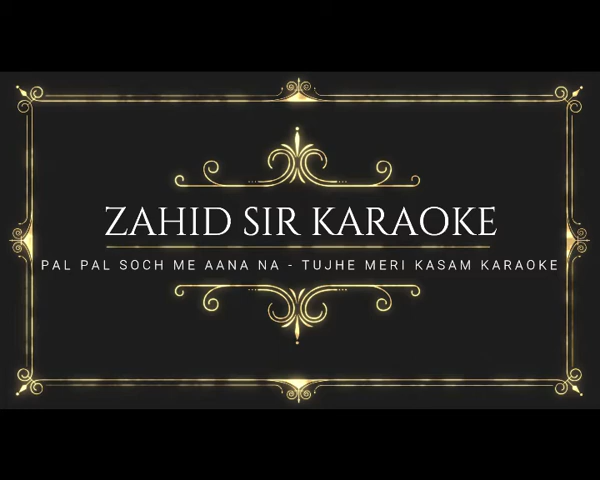 ZAHID SIR KARAOKE
PAL PAL SOCH ME AANA NA - TUJHE MERI KASAM KARAOKE